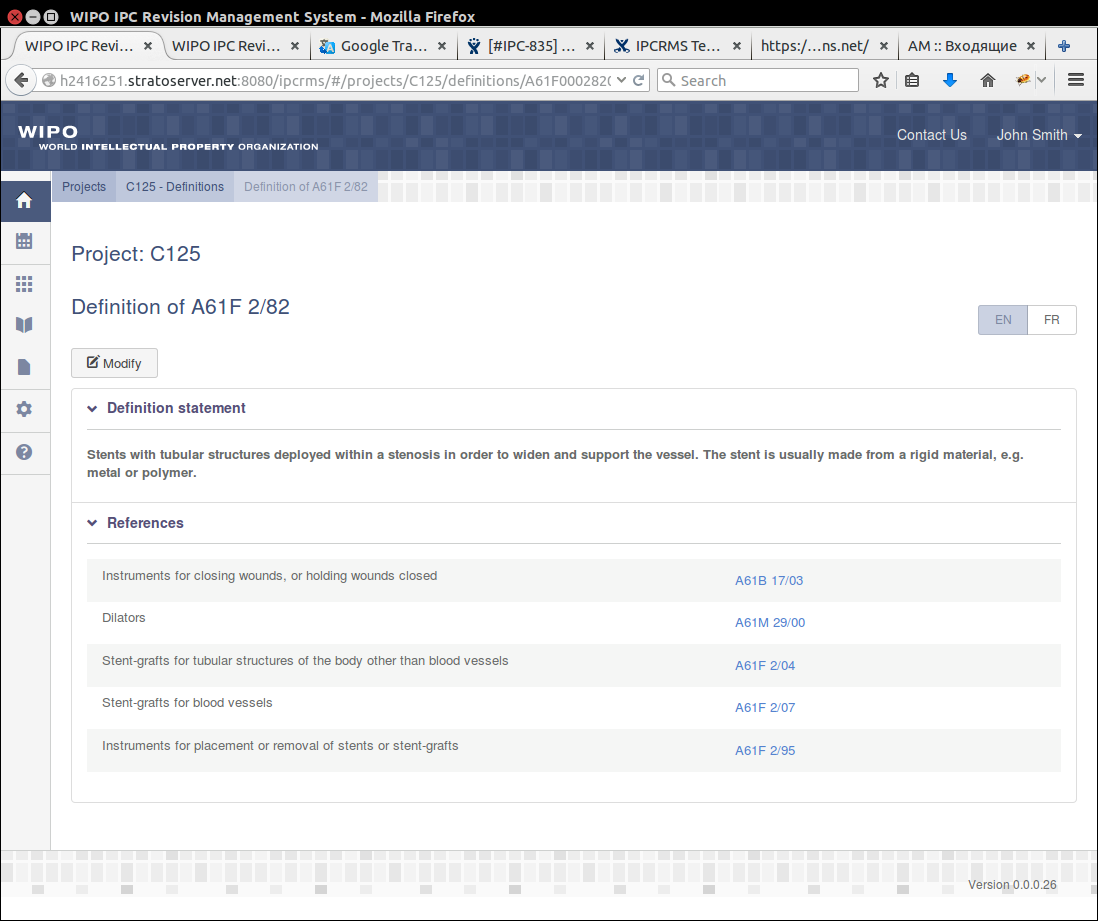 WIPO IPC Revision Management System - Mozilla Firefox
WIPO IPC Revi… × WIPO IPC Revi… × Google Tra… × [#IPC-835] … × IPCRMS Te… × https:/…ns.net/ × AM :: Входящие ×
h2416251.stratoserver.net:8080/ipcrms/#/projects/C125/definitions/A61F000282 Search
WIPO
WORLD INTELLECTUAL PROPERTY ORGANIZATION
Contact Us John Smith
Projects C125 - Definitions Definition of A61F 2/82
Project: C125
Definition of A61F 2/82
EN FR
Modify
Definition statement
Stents with tubular structures deployed within a stenosis in order to widen and support the vessel. The stent is usually made from a rigid material, e.g.
metal or polymer.
References
Instruments for closing wounds, or holding wounds closed A61B 17/03
Dilators A61M 29/00
Stent-grafts for tubular structures of the body other than blood vessels A61F 2/04
Stent-grafts for blood vessels A61F 2/07
Instruments for placement or removal of stents or stent-grafts A61F 2/95
Version 0.0.0.26